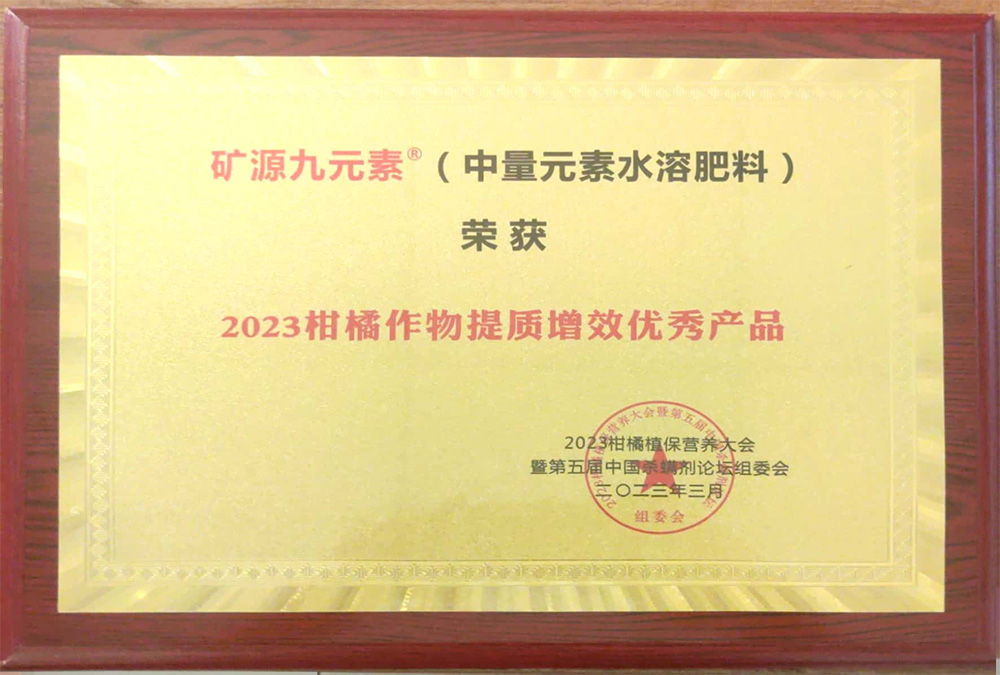 矿源九元素®（中量元素水溶肥料）
荣获
2023柑橘作物提质增效优秀产品
2023柑橘植保营养大会
暨第五届中国杀螨剂论坛组委会
二〇二三年三月
组委会